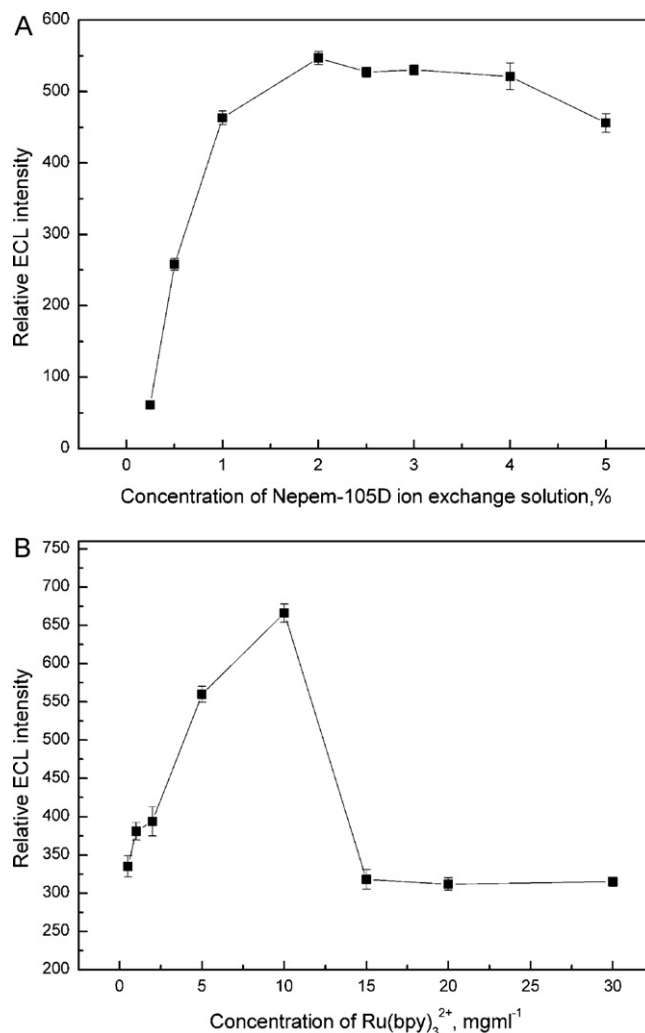 A
600
500
400
300
200
100
0
Relative ECL intensity
0 1 2 3 4 5
Concentration of Nepem-105D ion exchange solution,%
B
750
700
650
600
550
500
450
400
350
300
250
200
Relative ECL intensity
0 5 10 15 20 25 30
Concentration of Ru(bpy)₃²⁺, mgml⁻¹